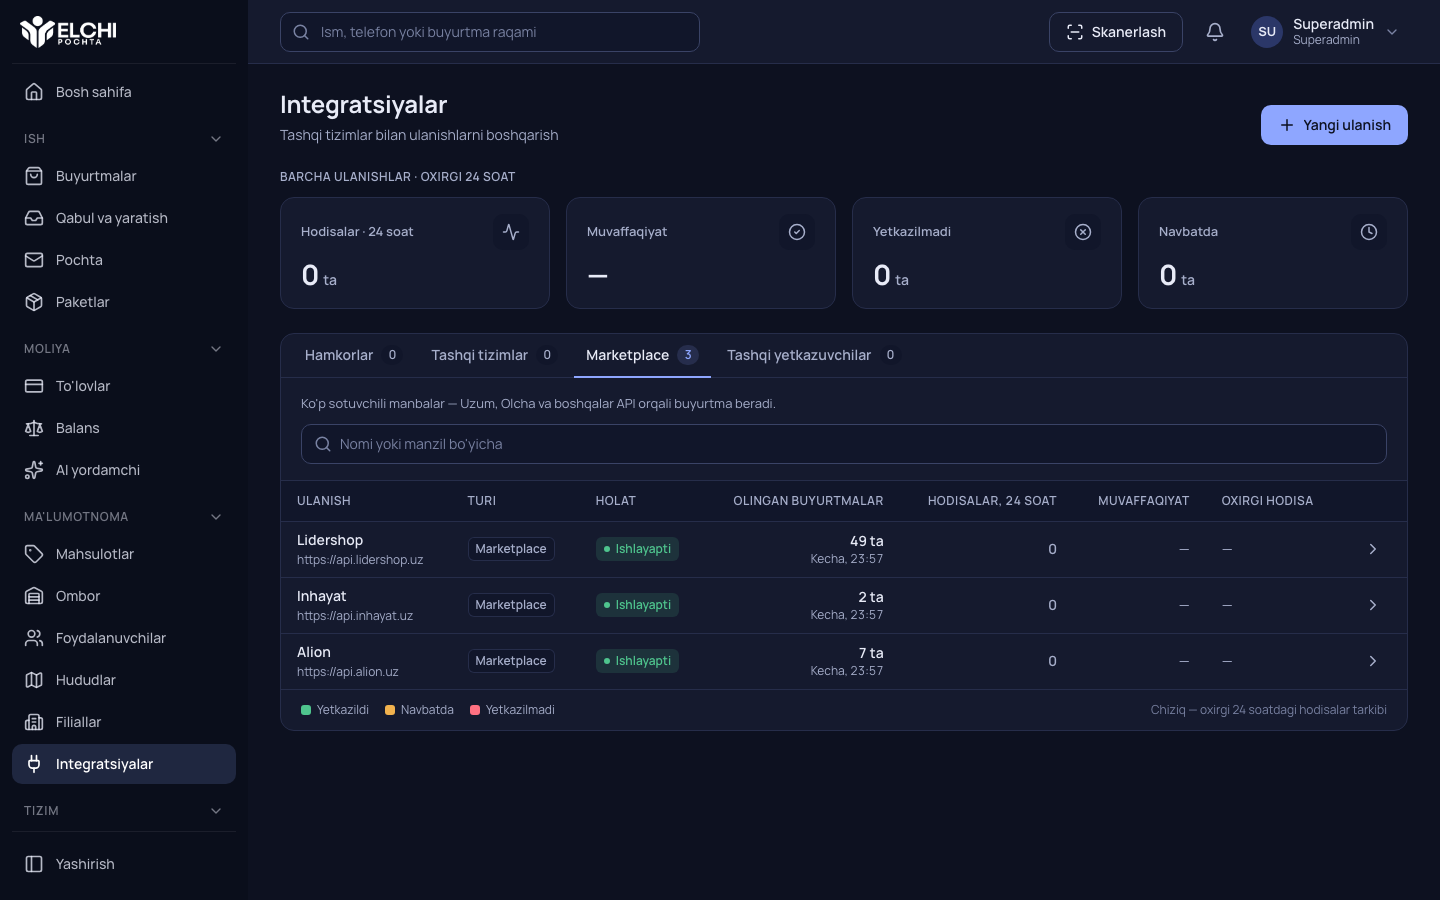 ELCHI
POCHTA
Ism, telefon yoki buyurtma raqami
Skanerlash
SU
Superadmin
Superadmin
Bosh sahifa
ISH
Buyurtmalar
Qabul va yaratish
Pochta
Paketlar
MOLIYA
To'lovlar
Balans
AI yordamchi
MA'LUMOTNOMA
Mahsulotlar
Ombor
Foydalanuvchilar
Hududlar
Filiallar
Integratsiyalar
TIZIM
Yashirish
Integratsiyalar
Tashqi tizimlar bilan ulanishlarni boshqarish
Yangi ulanish
BARCHA ULANISHLAR · OXIRGI 24 SOAT
Hodisalar · 24 soat
0 ta
Muvaffaqiyat
—
Yetkazilmadi
0 ta
Navbatda
0 ta
Hamkorlar 0 Tashqi tizimlar 0 Marketplace 3 Tashqi yetkazuvchilar 0
Ko'p sotuvchili manbalar — Uzum, Olcha va boshqalar API orqali buyurtma beradi.
Nomi yoki manzil bo'yicha
ULANISH TURI HOLAT OLINGAN BUYURTMALAR HODISALAR, 24 SOAT MUVAFFAQIYAT OXIRGI HODISA
Lidershop
https://api.lidershop.uz
Marketplace
Ishlayapti
49 ta
Kecha, 23:57
0 — —
Inhayat
https://api.inhayat.uz
Marketplace
Ishlayapti
2 ta
Kecha, 23:57
0 — —
Alion
https://api.alion.uz
Marketplace
Ishlayapti
7 ta
Kecha, 23:57
0 — —
Yetkazildi Navbatda Yetkazilmadi
Chiziq — oxirgi 24 soatdagi hodisalar tarkibi